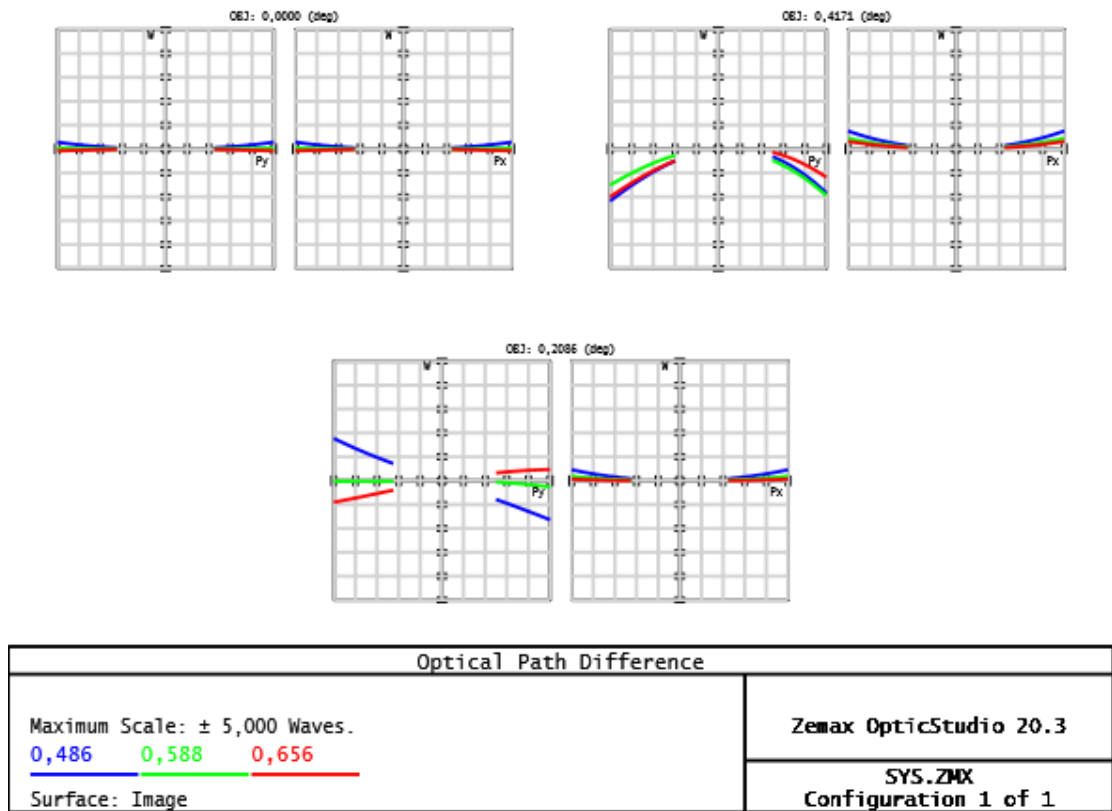 OBJ: 0,0000 (deg)
OBJ: 0,4171 (deg)
W
W
W
W
Py
Px
Py
Px
OBJ: 0,2086 (deg)
W
W
Py
Px
Optical Path Difference
Maximum Scale: ± 5,000 Waves.
0,486 0,588 0,656
Surface: Image
Zemax OpticStudio 20.3
SYS.ZMX
Configuration 1 of 1